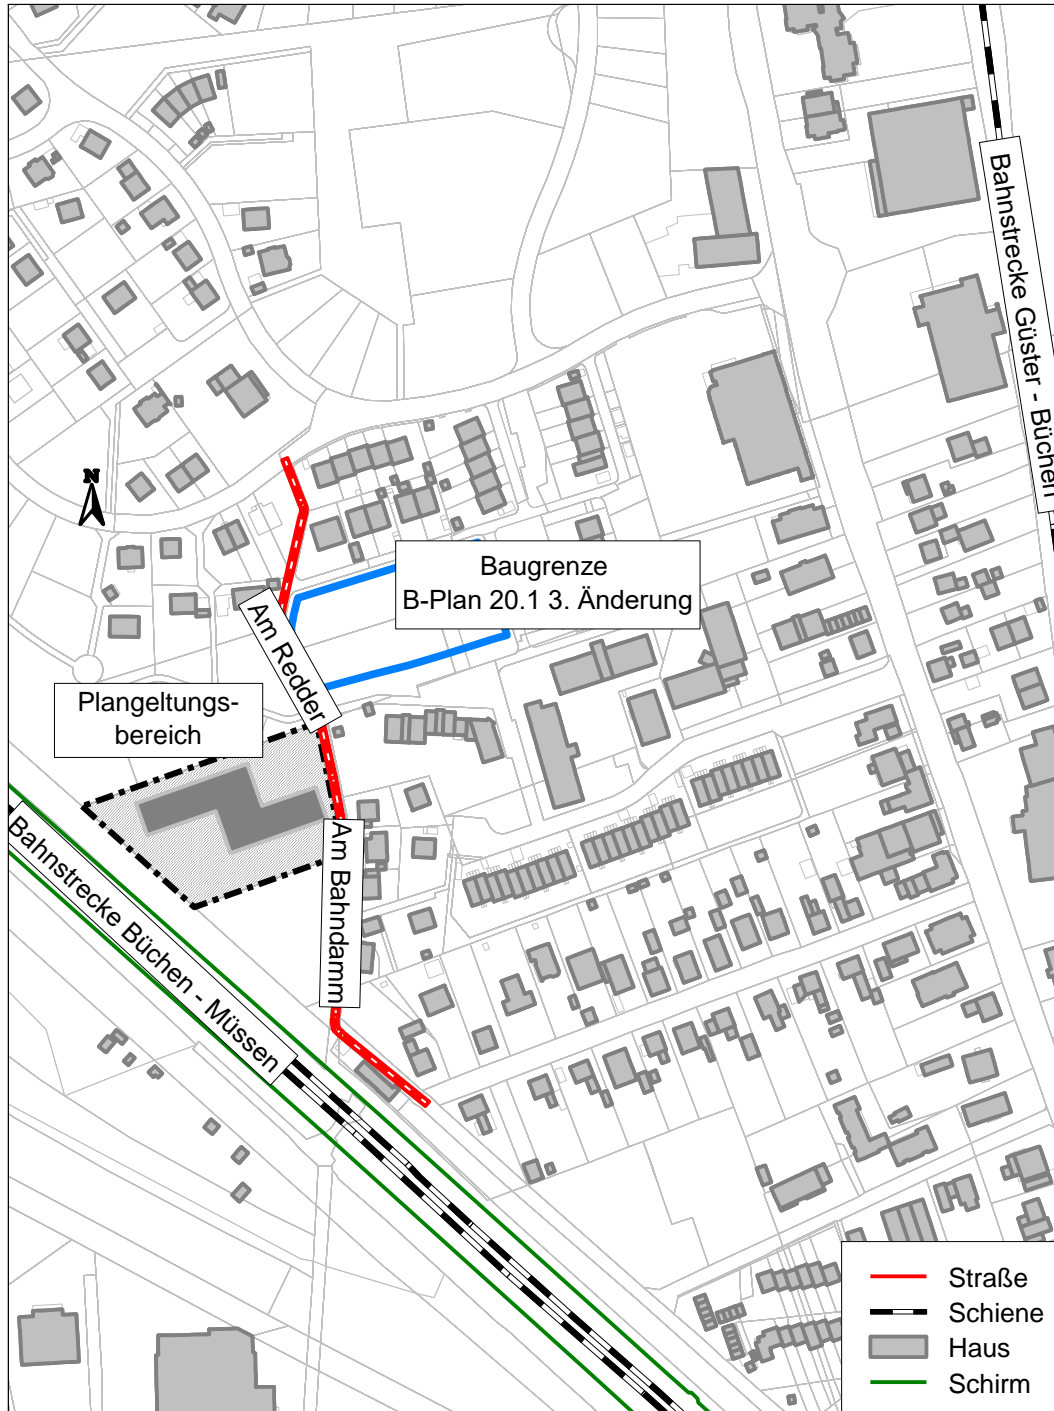 Bahnstrecke Güster - Büchen
N
Baugrenze
B-Plan 20.1 3. Änderung
Am Redder
Plangeltungs-
bereich
Am Bahndamm
Bahnstrecke Büchen - Müssen
Straße
Schiene
Haus
Schirm